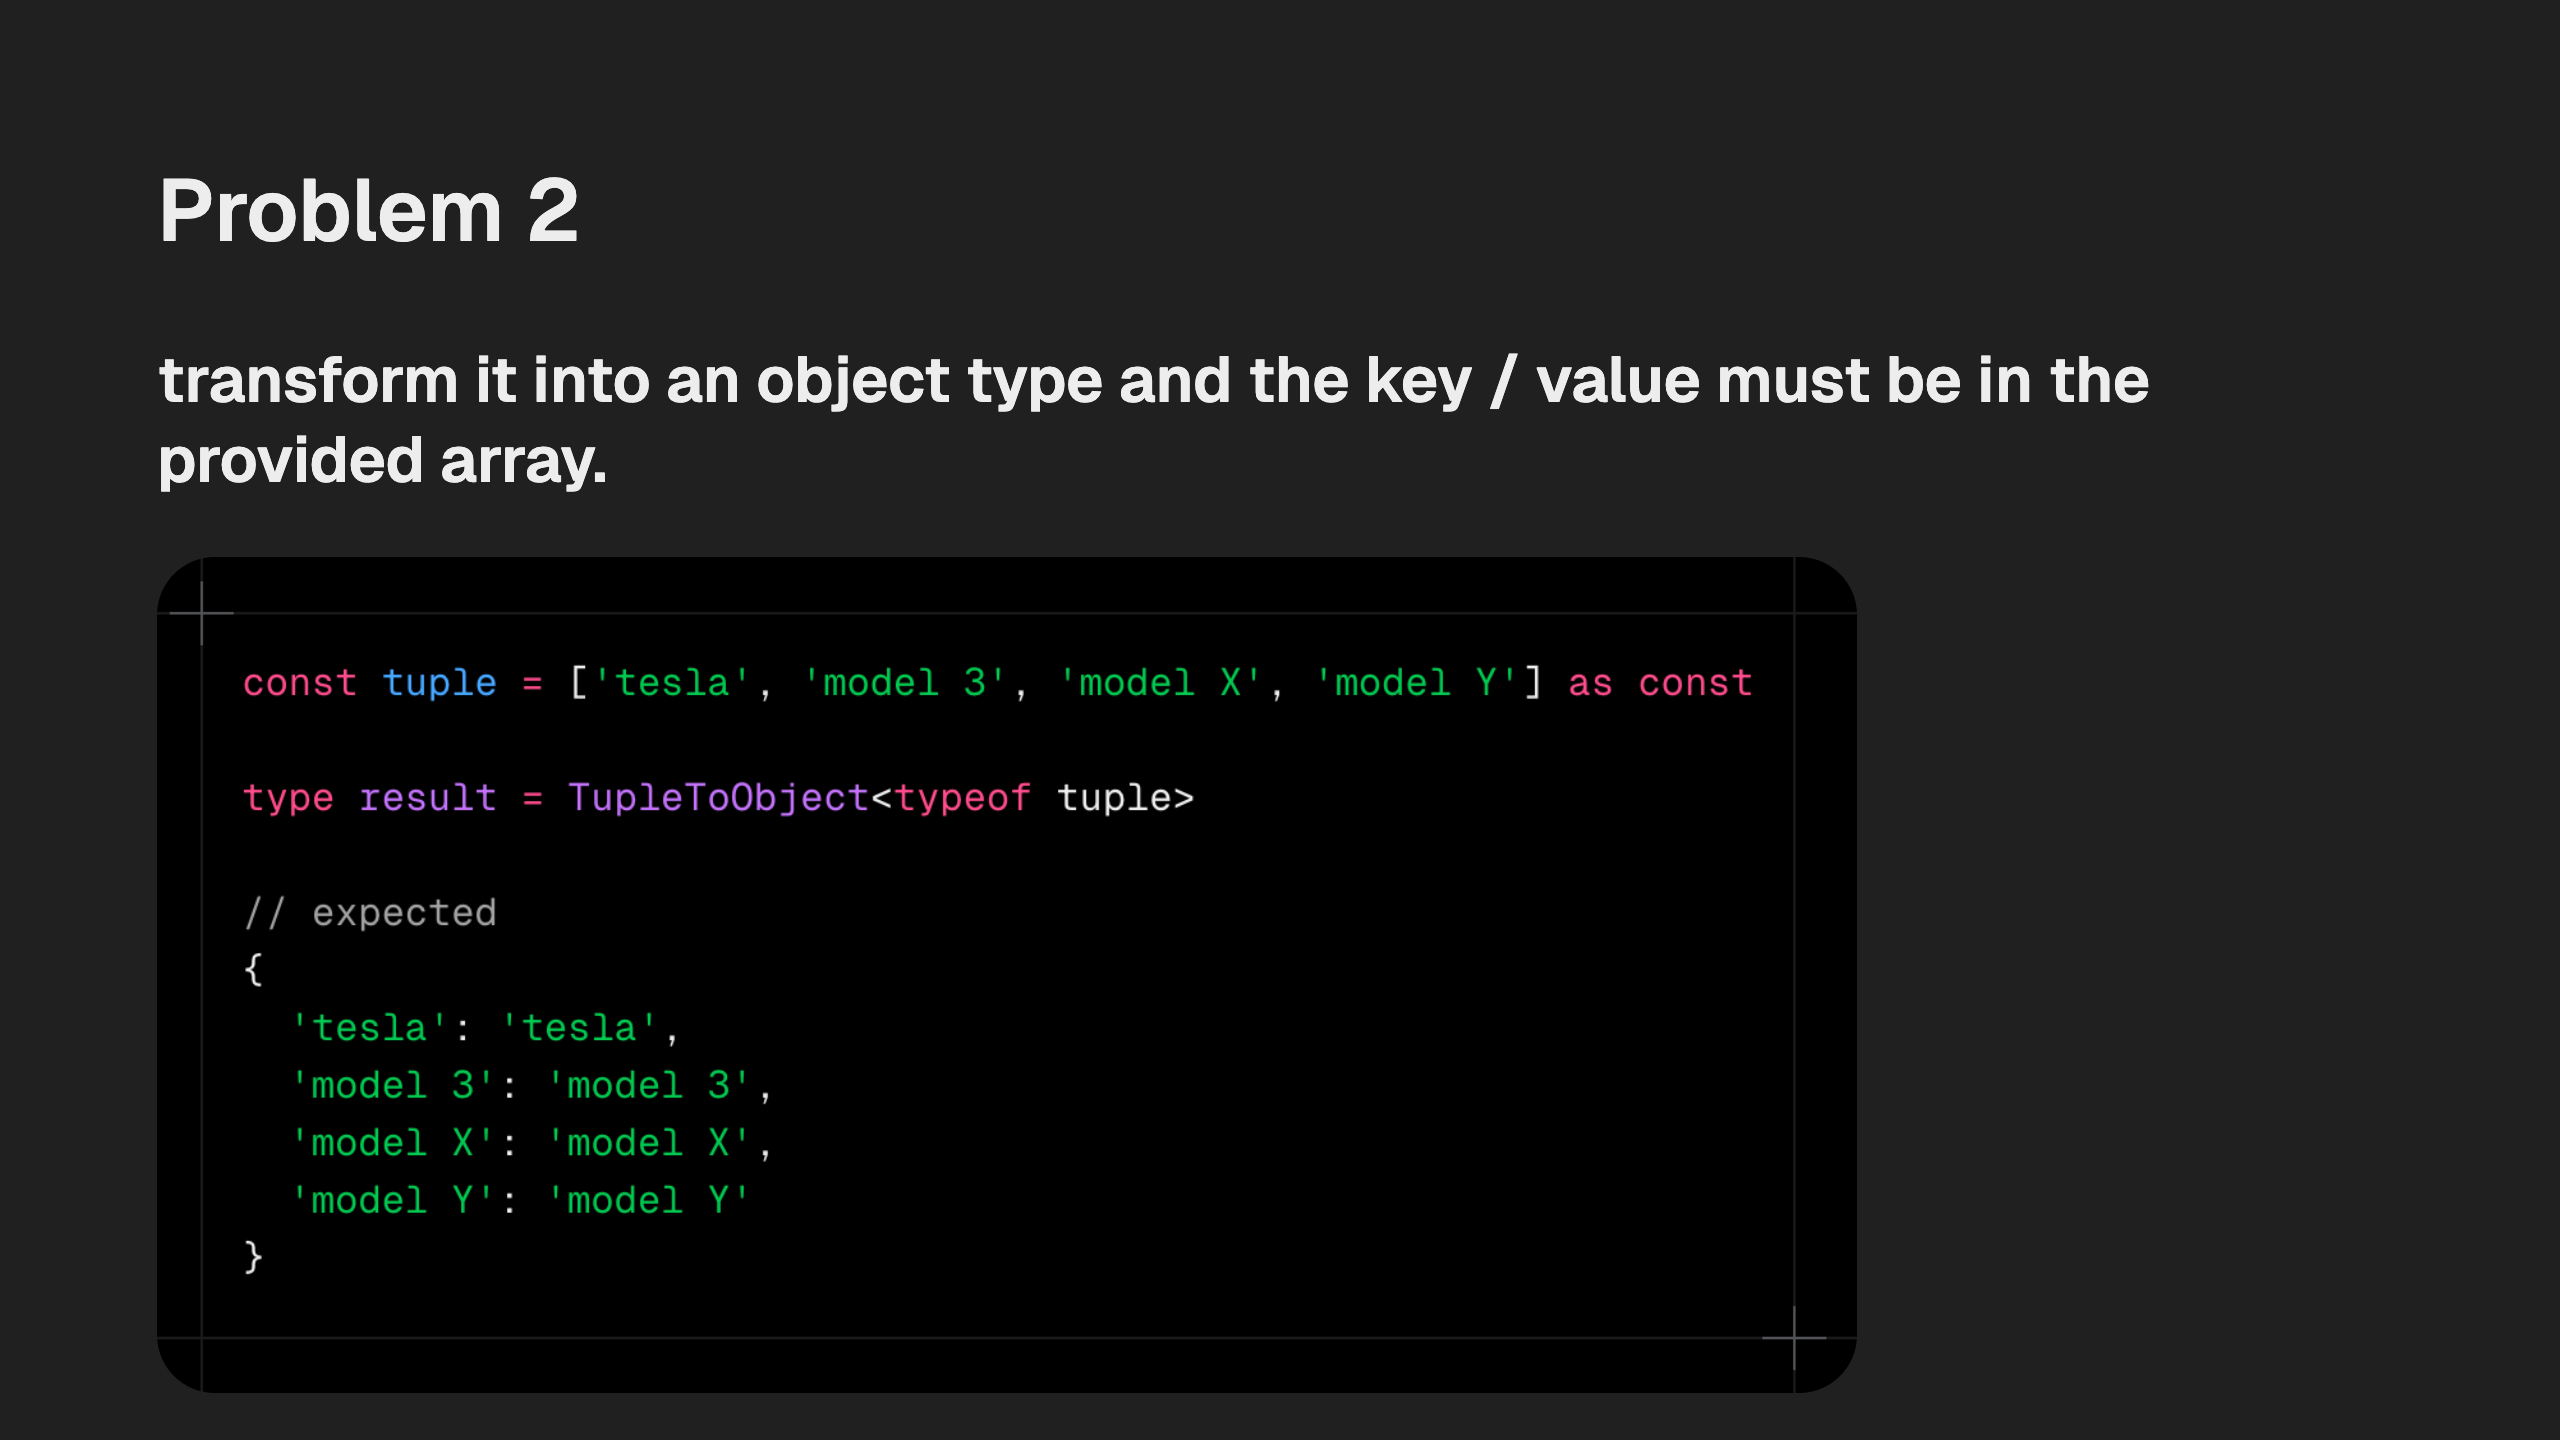 Problem 2
transform it into an object type and the key / value must be in the
provided array.
const tuple = ['tesla', 'model 3', 'model X', 'model Y'] as const
type result = TupleToObject<typeof tuple>
// expected
{
'tesla': 'tesla',
'model 3': 'model 3',
'model X': 'model X',
'model Y': 'model Y'
}